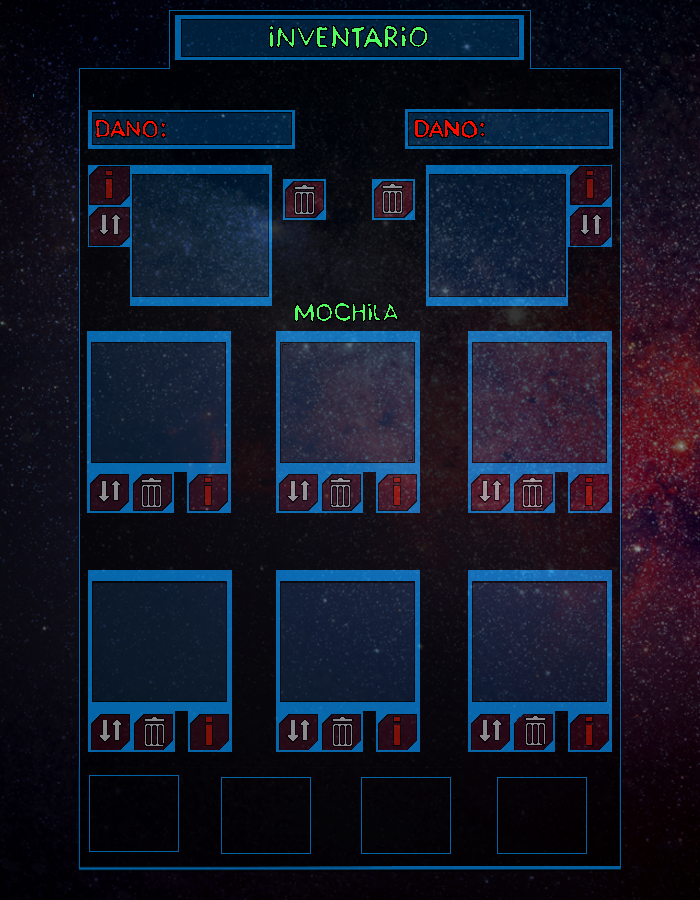 iNVENTARiO
DANO: DANO:
i i
MOCHiLA
i i i
i i i